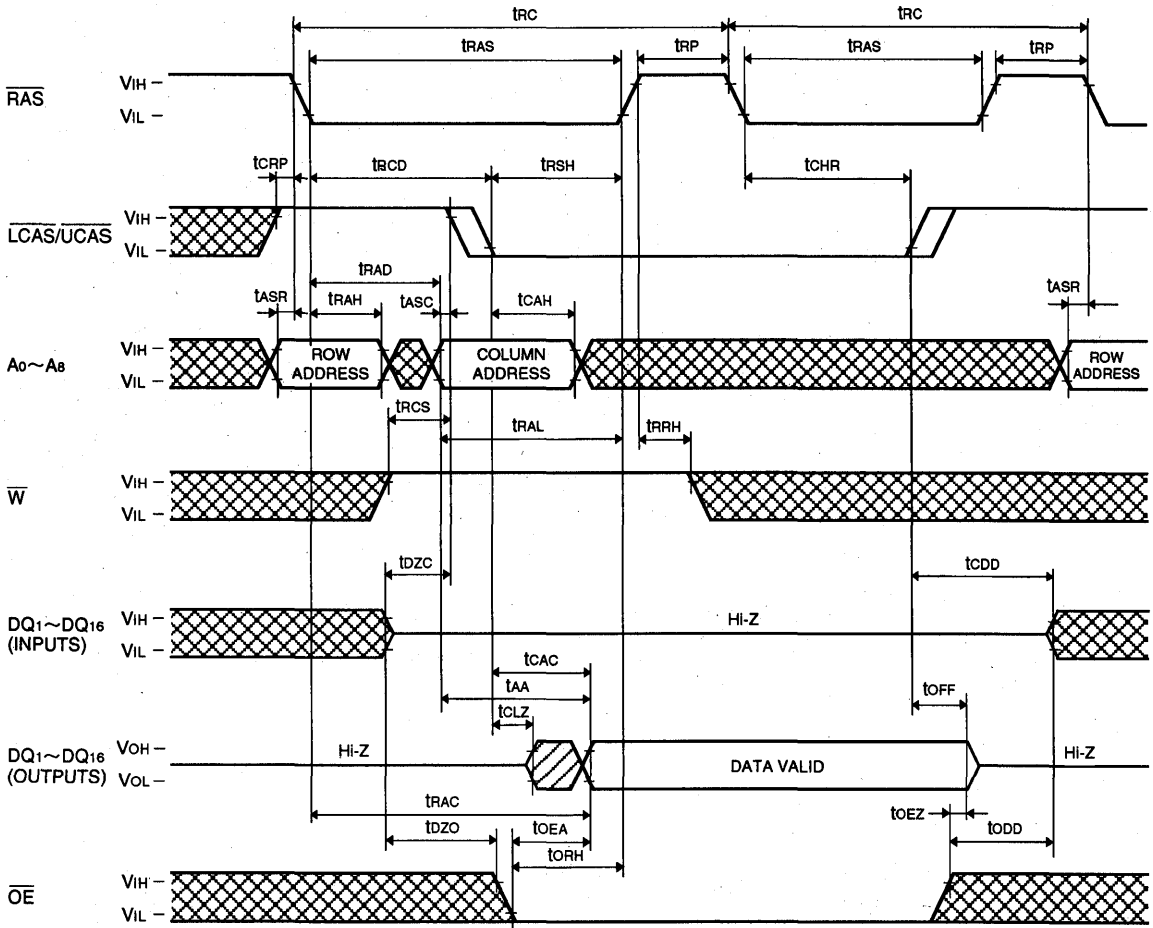 tRC tRC
tRAS tRP tRAS tRP
RAS VIH
VIL
tCRP tRCD tRSH tCHR
LCAS/UCAS VIH
VIL
tRAD
tASR tRAH tASC tCAH tASR
A0~A8 VIH
VIL
ROW ADDRESS
COLUMN ADDRESS
ROW ADDRESS
tRCS tRAL tRRH
W VIH
VIL
tDZC tCDD
DQ1~DQ16 (INPUTS) VIH
VIL
Hi-Z
tCAC
tAA tOFF
tCLZ
DQ1~DQ16 (OUTPUTS) VOH
VOL
Hi-Z DATA VALID Hi-Z
tRAC tOEZ
tDZO tOEA tODD
tORH
OE VIH
VIL